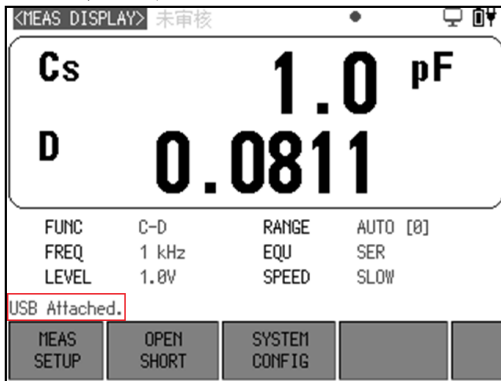 <MEAS DISPLAY> 未审核
Cs 1.0 pF
D 0.0811
FUNC C-D RANGE AUTO [0]
FREQ 1 kHz EQU SER
LEVEL 1.0V SPEED SLOW
USB Attached.
MEAS SETUP OPEN SHORT SYSTEM CONFIG